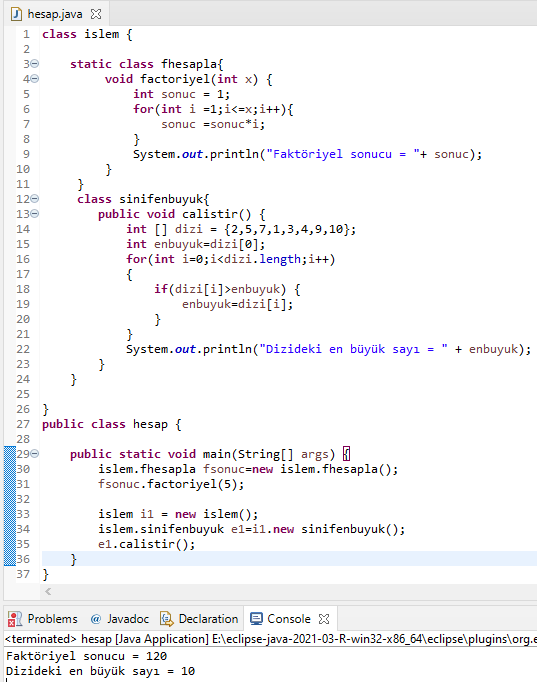 hesap.java
1 class islem {
2
3 static class fhesapla{
4 void factoriyel(int x) {
5 int sonuc = 1;
6 for(int i =1;i<=x;i++){
7 sonuc =sonuc*i;
8 }
9 System.out.println("Faktöriyel sonucu = "+ sonuc);
10 }
11 }
12 class sinifenbuyuk{
13 public void calistir() {
14 int [] dizi = {2,5,7,1,3,4,9,10};
15 int enbuyuk=dizi[0];
16 for(int i=0;i<dizi.length;i++)
17 {
18 if(dizi[i]>enbuyuk) {
19 enbuyuk=dizi[i];
20 }
21 }
22 System.out.println("Dizideki en büyük sayı = " + enbuyuk);
23 }
24 }
25
26 }
27 public class hesap {
28
29 public static void main(String[] args) {
30 islem.fhesapla fsonuc=new islem.fhesapla();
31 fsonuc.factoriyel(5);
32
33 islem i1 = new islem();
34 islem.sinifenbuyuk e1=i1.new sinifenbuyuk();
35 e1.calistir();
36 }
37 }
Problems @ Javadoc Declaration Console
<terminated> hesap [Java Application] E:\eclipse-java-2021-03-R-win32-x86_64\eclipse\plugins\org.e
Faktöriyel sonucu = 120
Dizideki en büyük sayı = 10